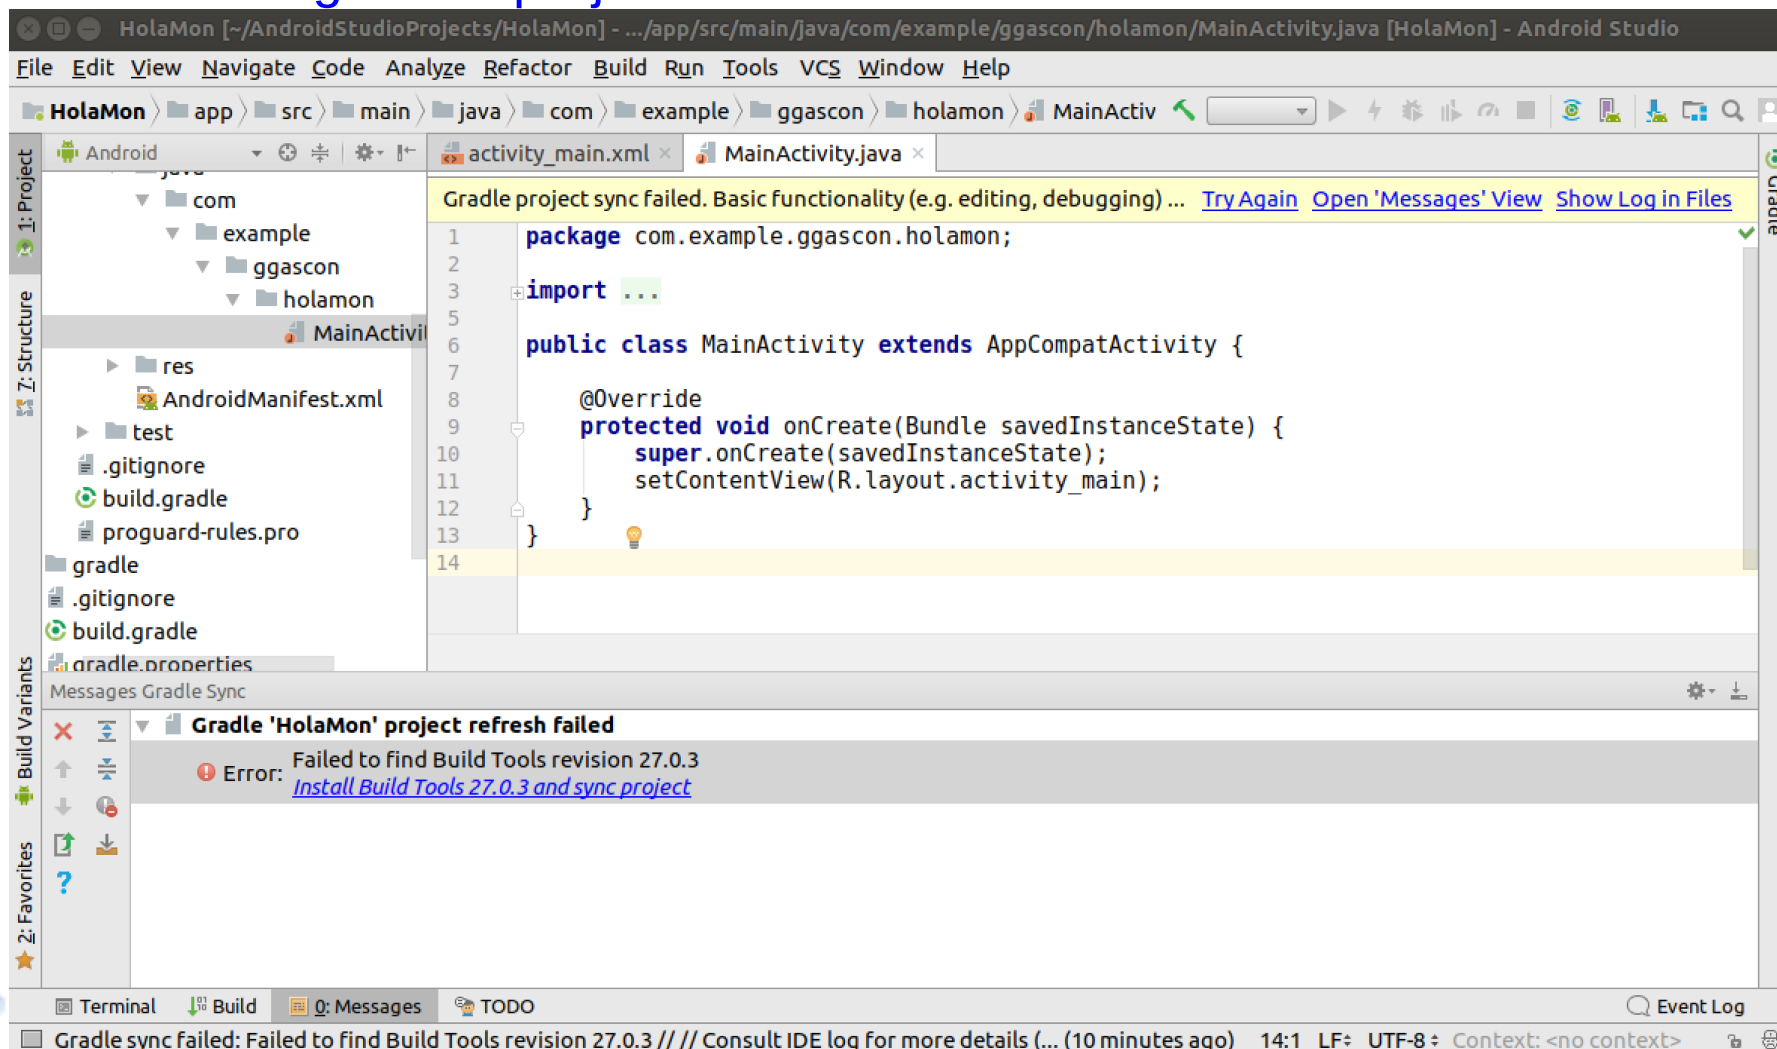 HolaMon [~/AndroidStudioProjects/HolaMon] - .../app/src/main/java/com/example/ggascon/holamon/MainActivity.java [HolaMon] - Android Studio
File Edit View Navigate Code Analyze Refactor Build Run Tools VCS Window Help
HolaMon app src main java com example ggascon holamon MainActiv
1: Project
7: Structure
Build Variants
2: Favorites
Android
java
com
example
ggascon
holamon
MainActivi
res
AndroidManifest.xml
test
.gitignore
build.gradle
proguard-rules.pro
gradle
.gitignore
build.gradle
gradle.properties
activity_main.xml MainActivity.java
Gradle project sync failed. Basic functionality (e.g. editing, debugging) ... Try Again Open 'Messages' View Show Log in Files
Gradle
1 package com.example.ggascon.holamon;
2
3 import ...
5
6 public class MainActivity extends AppCompatActivity {
7
8 @Override
9 protected void onCreate(Bundle savedInstanceState) {
10 super.onCreate(savedInstanceState);
11 setContentView(R.layout.activity_main);
12 }
13 }
14
Messages Gradle Sync
Gradle 'HolaMon' project refresh failed
Error: Failed to find Build Tools revision 27.0.3
Install Build Tools 27.0.3 and sync project
Terminal Build 0: Messages TODO Event Log
Gradle sync failed: Failed to find Build Tools revision 27.0.3 // // Consult IDE log for more details (... (10 minutes ago) 14:1 LF UTF-8 Context: <no context>